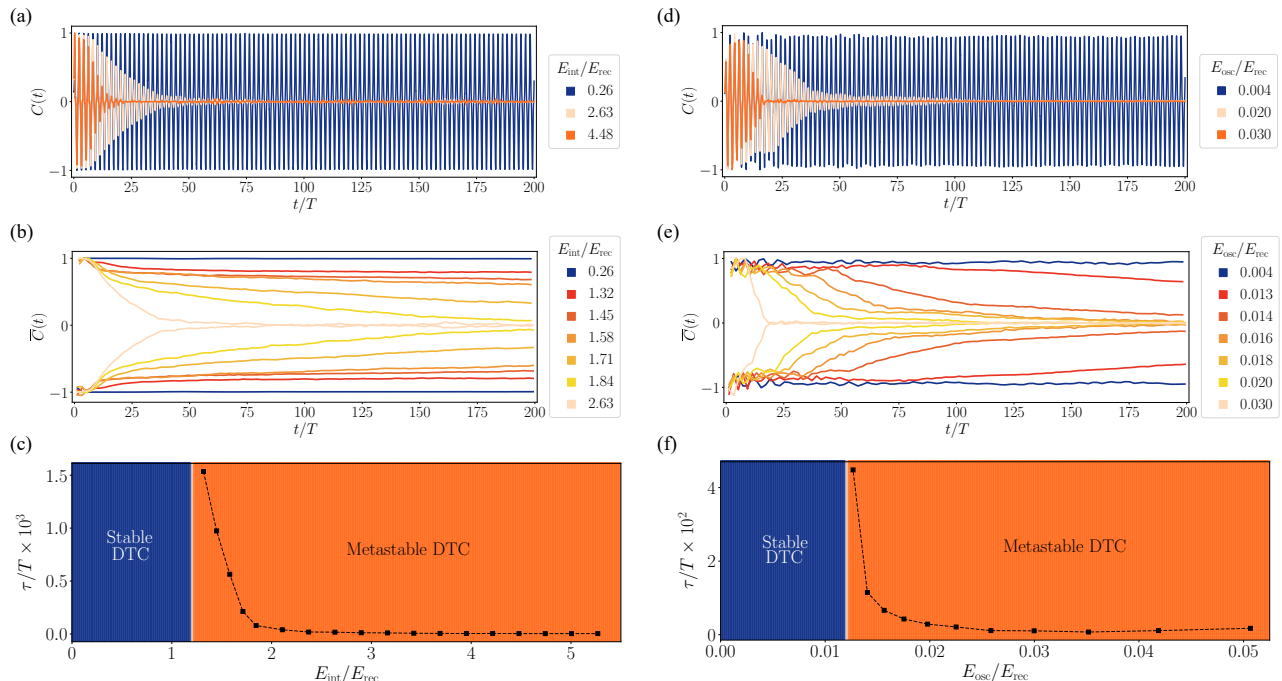 (a)
C(t)
1
0
−1
0 25 50 75 100 125 150 175 200
t/T
E_int/E_rec
0.26
2.63
4.48
(b)
C̅(t)
1
0
−1
0 25 50 75 100 125 150 175 200
t/T
E_int/E_rec
0.26
1.32
1.45
1.58
1.71
1.84
2.63
(c)
τ/T × 10³
1.5
1.0
0.5
0.0
Stable
DTC
Metastable DTC
0 1 2 3 4 5
E_int/E_rec
(d)
C(t)
1
0
−1
0 25 50 75 100 125 150 175 200
t/T
E_osc/E_rec
0.004
0.020
0.030
(e)
C̅(t)
1
0
−1
0 25 50 75 100 125 150 175 200
t/T
E_osc/E_rec
0.004
0.013
0.014
0.016
0.018
0.020
0.030
(f)
τ/T × 10²
4
2
0
Stable
DTC
Metastable DTC
0.00 0.01 0.02 0.03 0.04 0.05
E_osc/E_rec